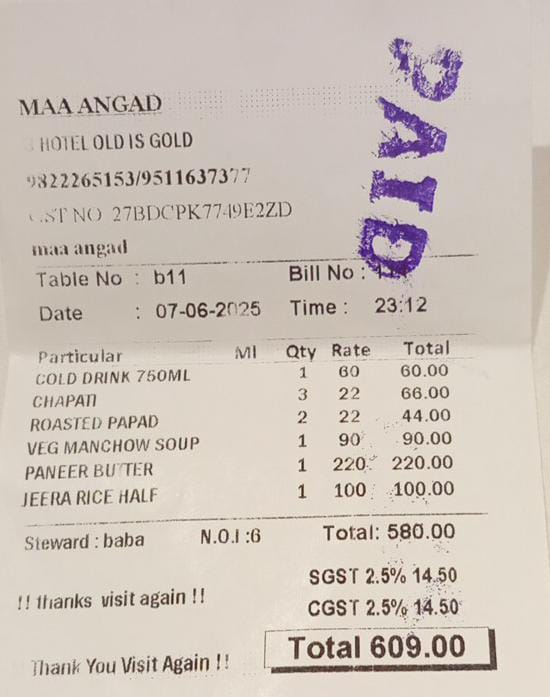 MAA ANGAD
HOTEL OLD IS GOLD
9822265153/9511637377
GST NO 27BDCPK7749E2ZD
maa angad
Table No : b11 Bill No :
Date : 07-06-2025 Time : 23:12
Particular Ml Qty Rate Total
COLD DRINK 750ML 1 60 60.00
CHAPATI 3 22 66.00
ROASTED PAPAD 2 22 44.00
VEG MANCHOW SOUP 1 90 90.00
PANEER BUTTER 1 220 220.00
JEERA RICE HALF 1 100 100.00
Steward : baba N.O.I :6 Total: 580.00
SGST 2.5% 14.50
!! thanks visit again !! CGST 2.5% 14.50
Total 609.00
Thank You Visit Again !!
PAID